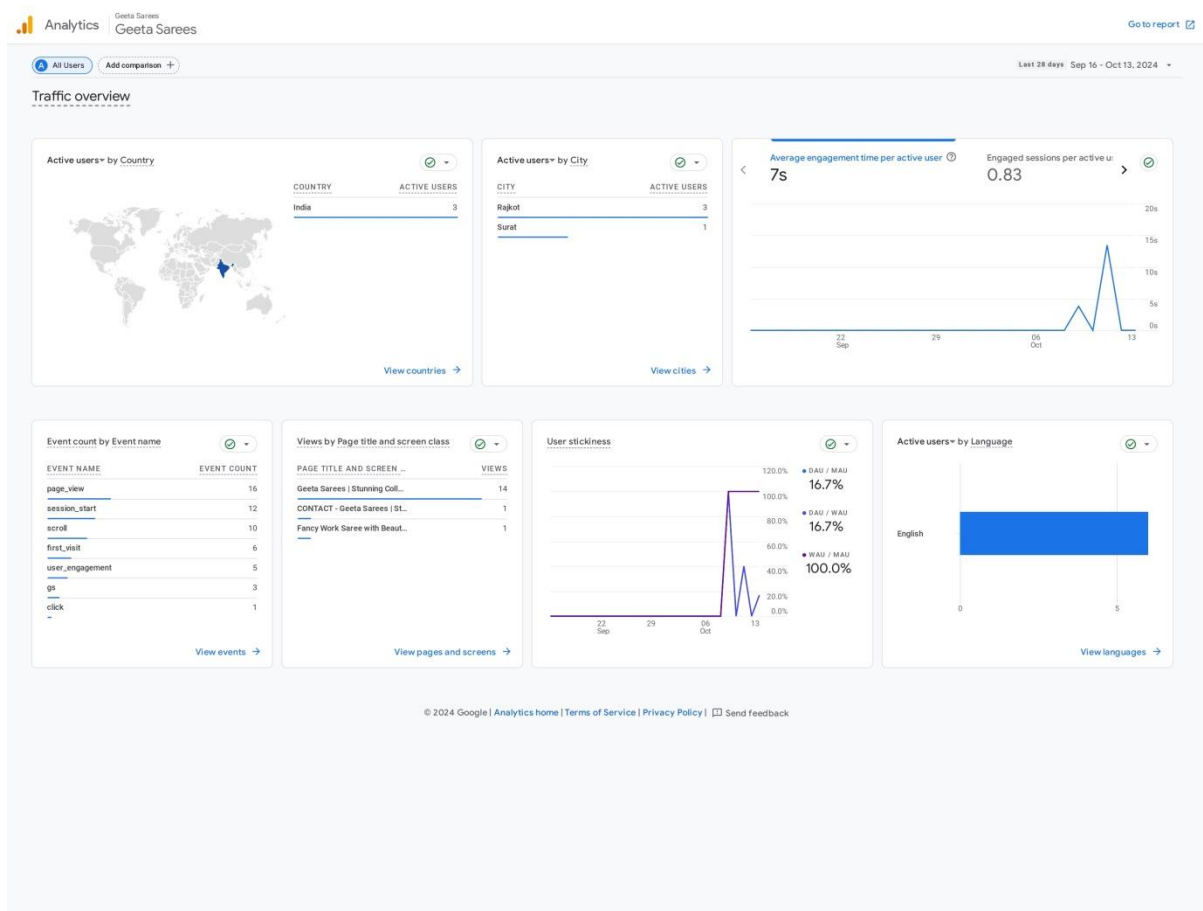 Analytics
Geeta Sarees
Geeta Sarees
Go to report
A All Users
Add comparison +
Last 28 days Sep 16 - Oct 13, 2024
Traffic overview
Active users by Country
COUNTRY ACTIVE USERS
India 3
View countries
Active users by City
CITY ACTIVE USERS
Rajkot 3
Surat 1
View cities
Average engagement time per active user
7s
Engaged sessions per active u
0.83
20s
15s
10s
5s
0s
22 29 06 13
Sep Oct
Event count by Event name
EVENT NAME EVENT COUNT
page_view 16
session_start 12
scroll 10
first_visit 6
user_engagement 5
gs 3
click 1
View events
Views by Page title and screen class
PAGE TITLE AND SCREEN ... VIEWS
Geeta Sarees | Stunning Coll... 14
CONTACT - Geeta Sarees | St... 1
Fancy Work Saree with Beaut... 1
View pages and screens
User stickiness
120.0%
100.0%
80.0%
60.0%
40.0%
20.0%
0.0%
22 29 06 13
Sep Oct
DAU / MAU
16.7%
DAU / WAU
16.7%
WAU / MAU
100.0%
Active users by Language
English
0 5
View languages
© 2024 Google | Analytics home | Terms of Service | Privacy Policy | Send feedback